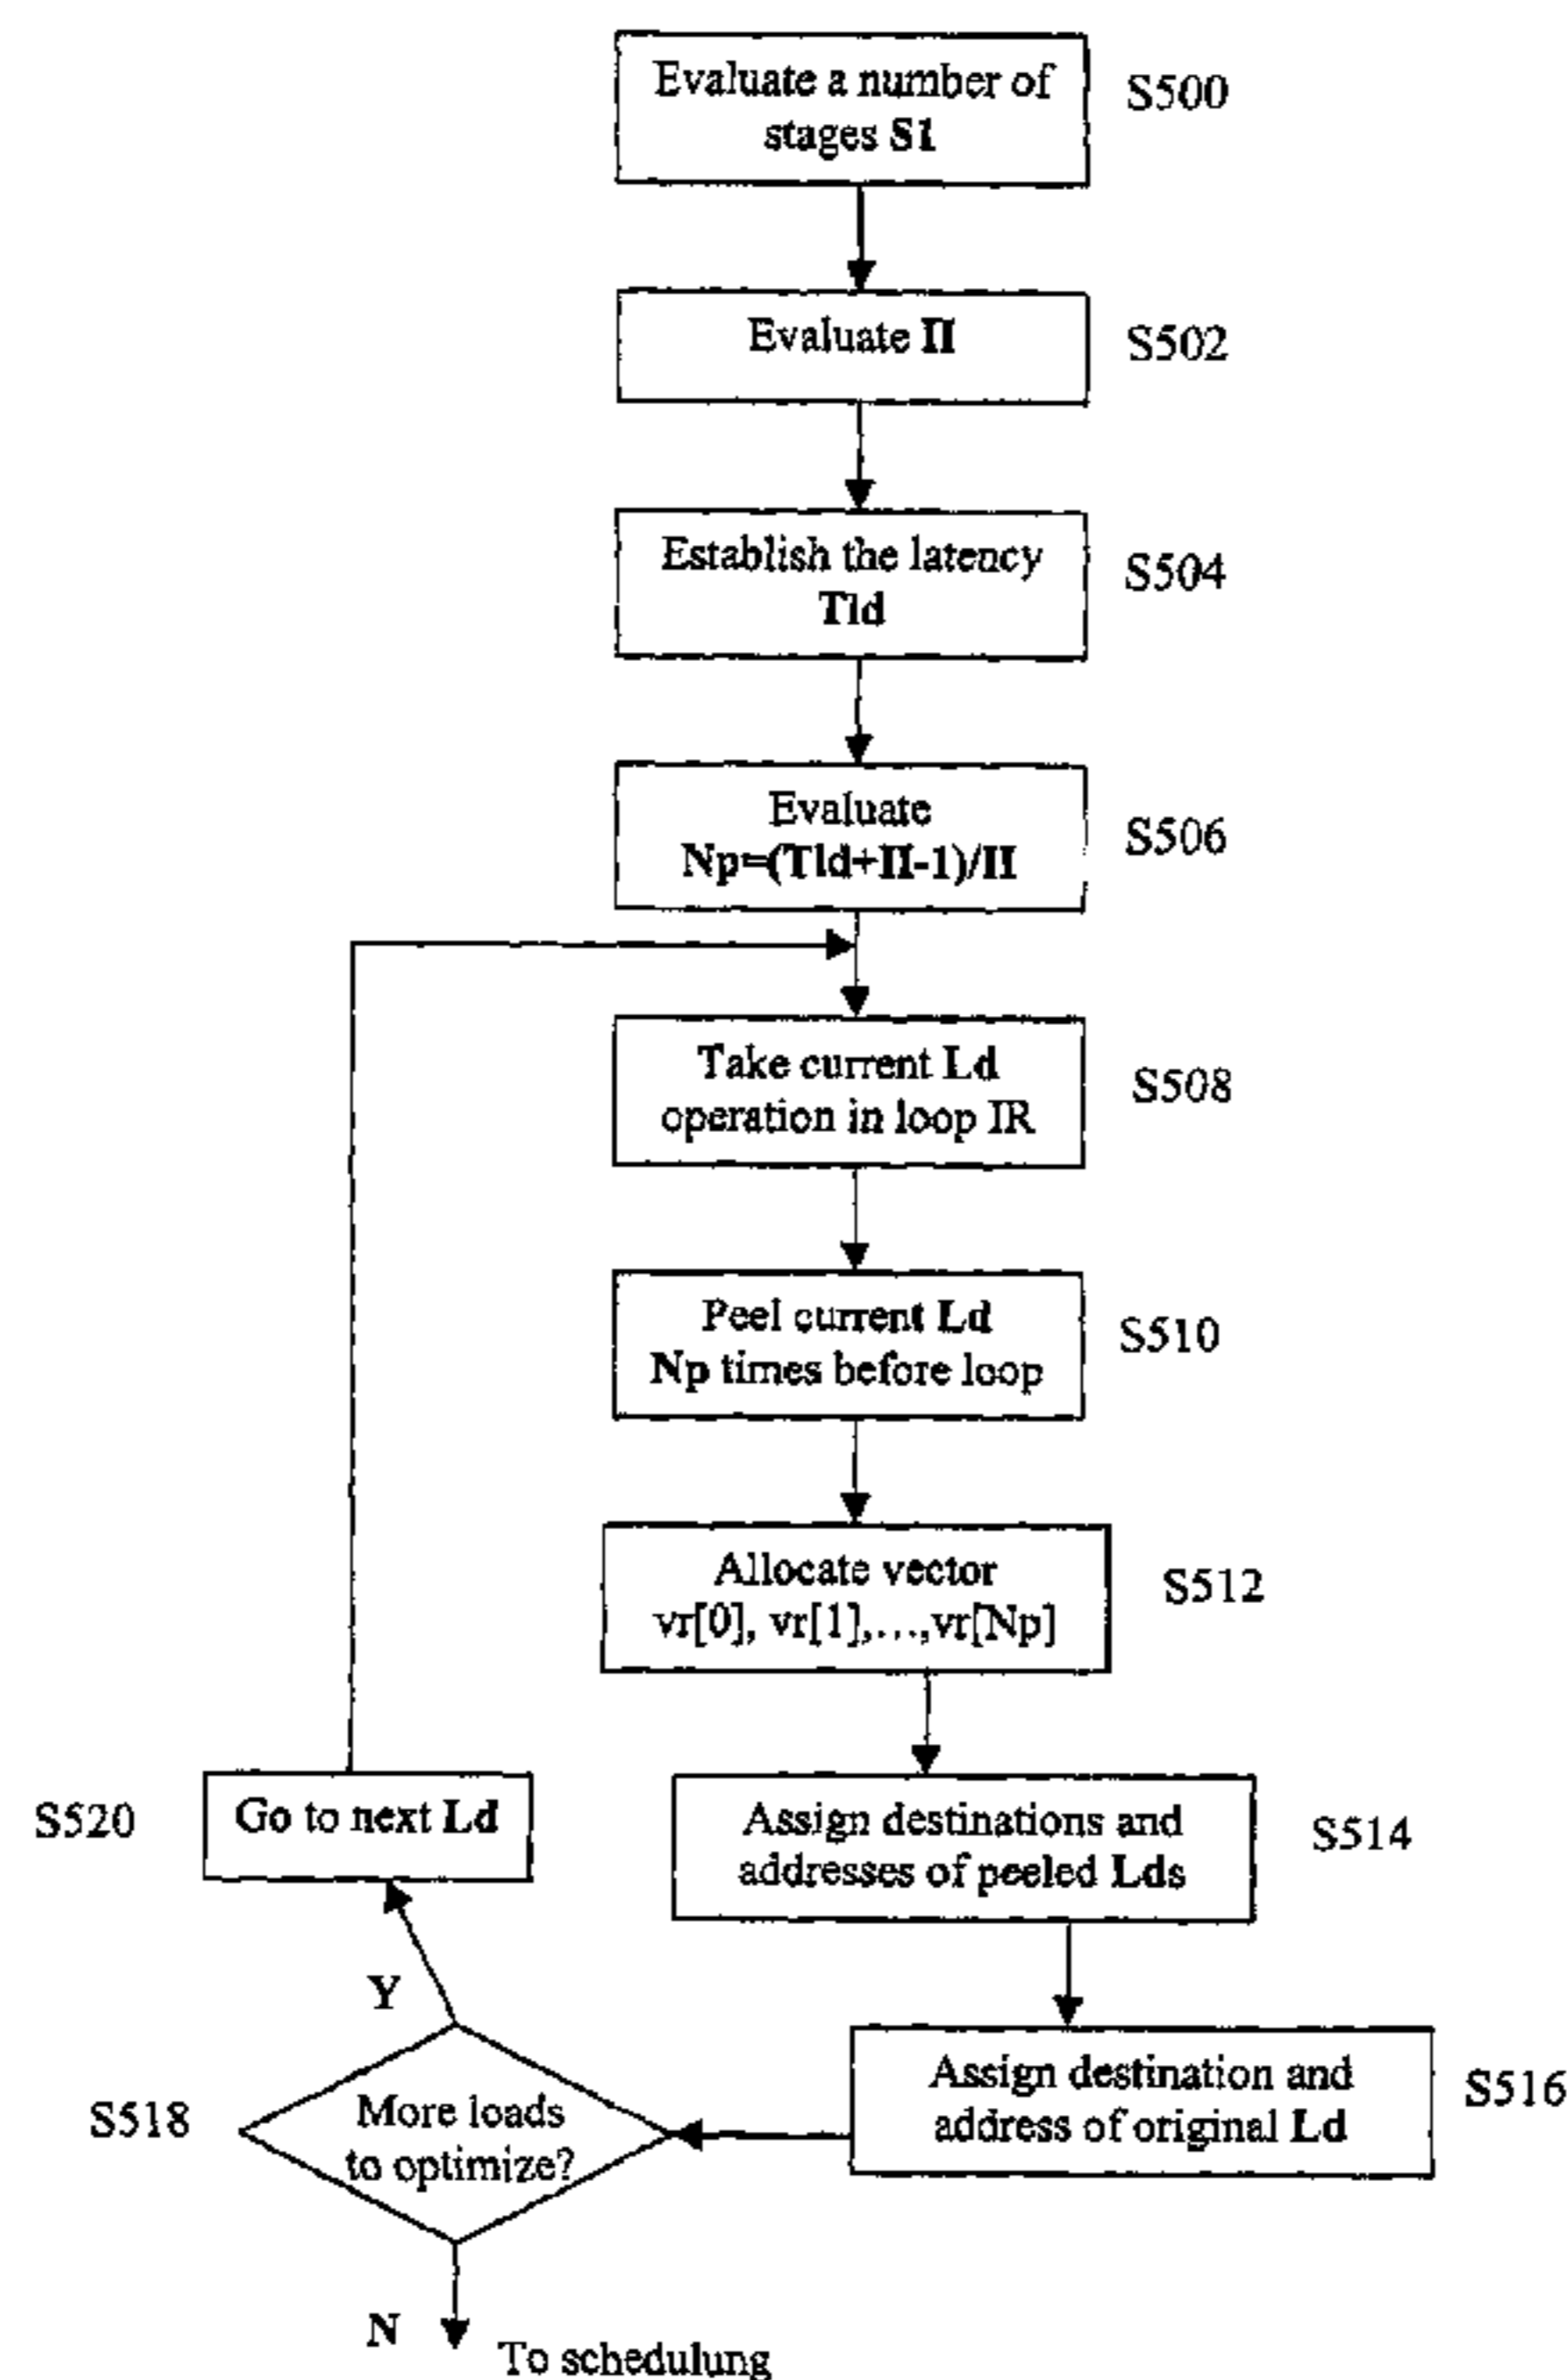 Evaluate a number of
stages S1
S500
Evaluate II
S502
Establish the latency
Tld
S504
Evaluate
Np=(Tld+II-1)/II
S506
Take current Ld
operation in loop IR
S508
Peel current Ld
Np times before loop
S510
Allocate vector
vr[0], vr[1],...,vr[Np]
S512
S520
Go to next Ld
Assign destinations and
addresses of peeled Lds
S514
Y
Assign destination and
address of original Ld
S516
S518
More loads
to optimize?
N
To schedulung